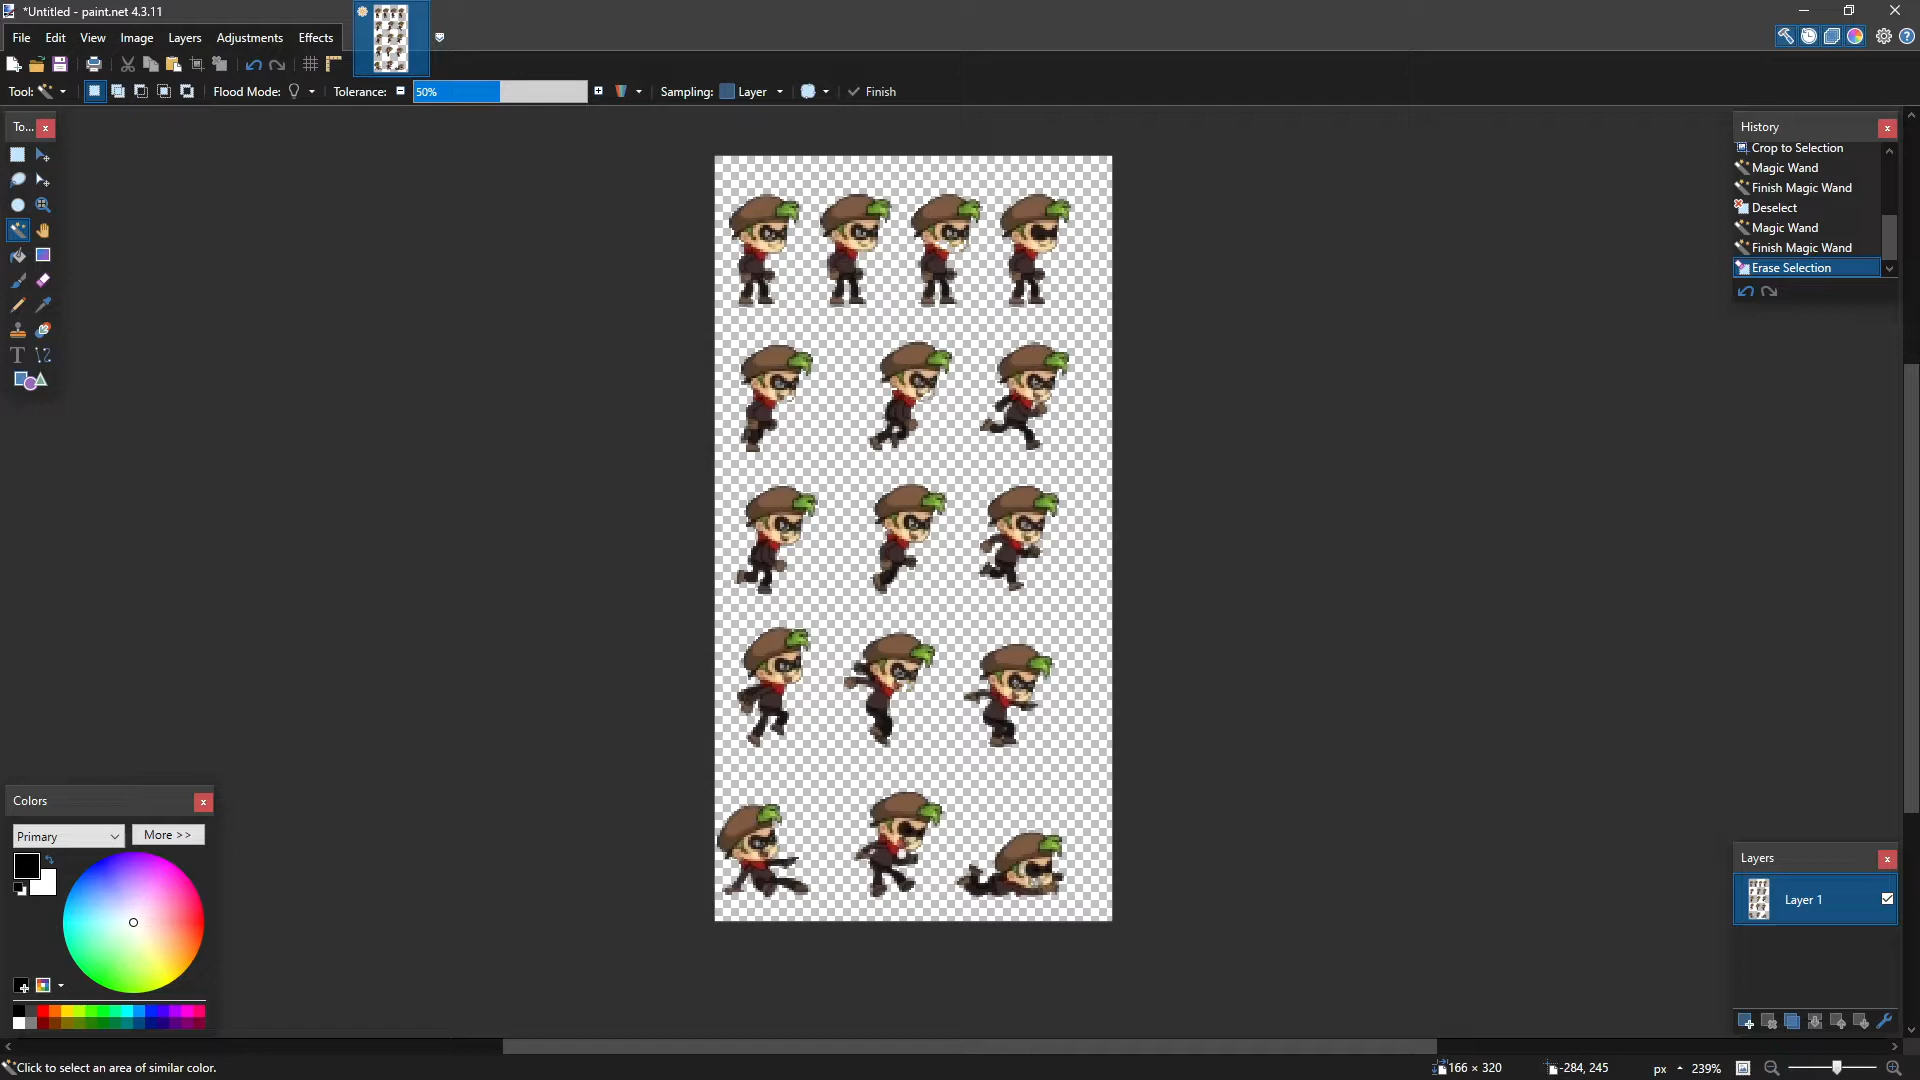 *Untitled - paint.net 4.3.11
File Edit View Image Layers Adjustments Effects
Tool: Flood Mode: Tolerance: 50% Sampling: Layer Finish
To...
History
Crop to Selection
Magic Wand
Finish Magic Wand
Deselect
Magic Wand
Finish Magic Wand
Erase Selection
Colors
Primary More >>
Layers
Layer 1
Click to select an area of similar color. 166 × 320 -284, 245 px 239%